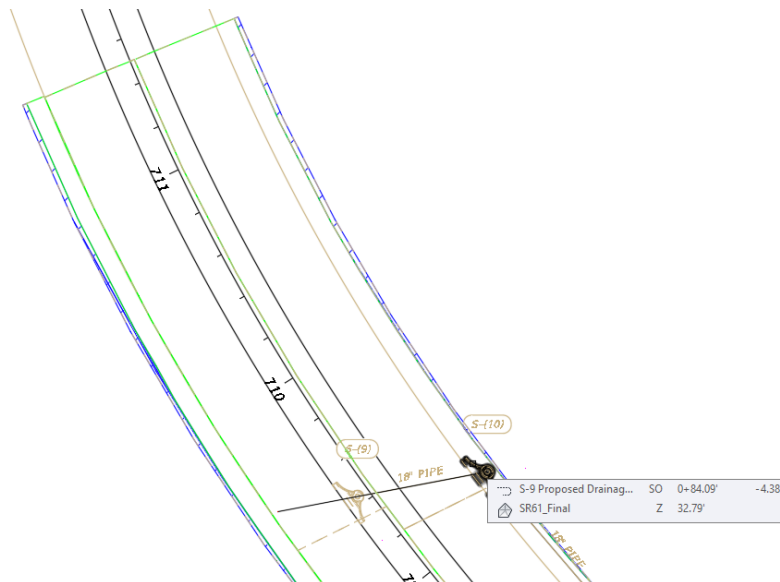 711
710
S-(10)
S-(9)
18" PIPE
S-9 Proposed Drainag... SO 0+84.09' -4.38
SR61_Final Z 32.79'
18" PIPE